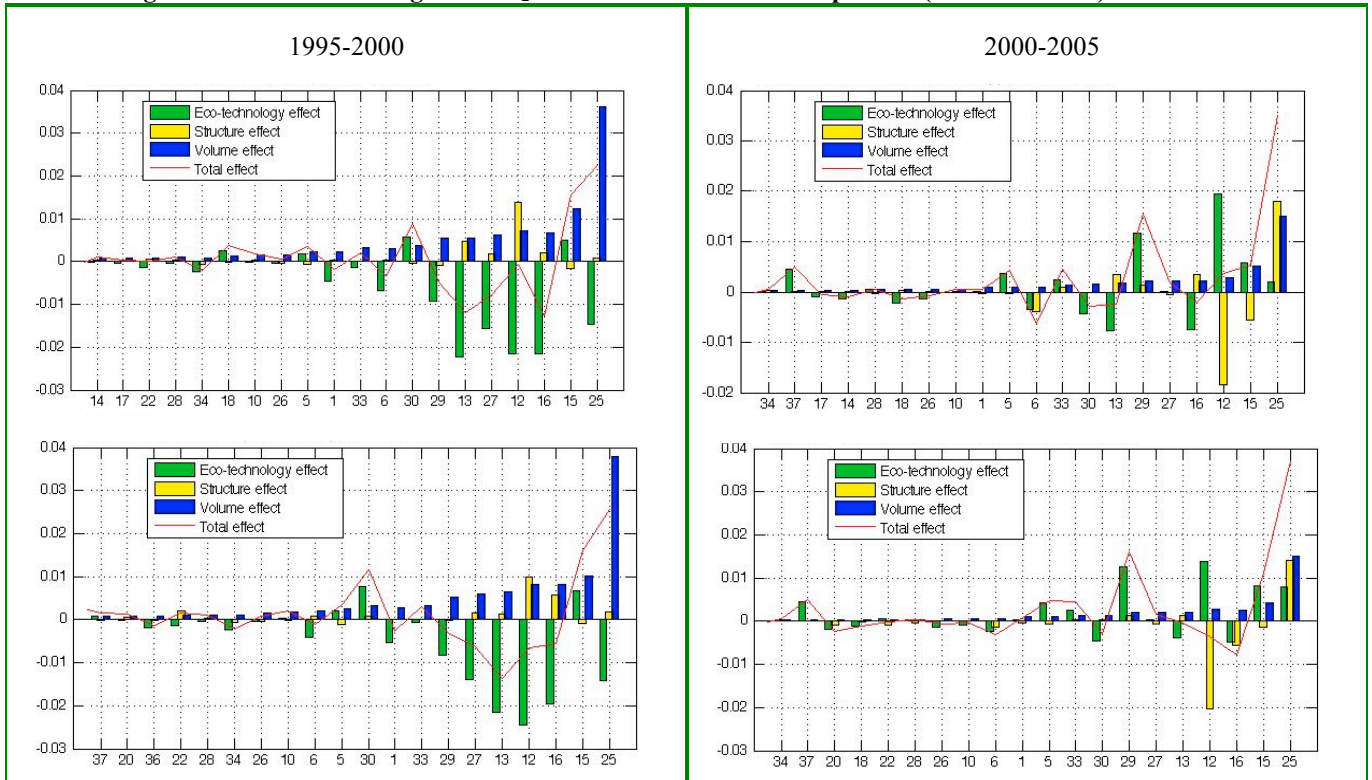 1995-2000
0.04
0.03
0.02
0.01
0
-0.01
-0.02
-0.03
Eco-technology effect
Structure effect
Volume effect
Total effect
14 17 22 28 34 18 10 26 5 1 33 6 30 29 13 27 12 16 15 25
2000-2005
0.04
0.03
0.02
0.01
0
-0.01
-0.02
Eco-technology effect
Structure effect
Volume effect
Total effect
34 37 17 14 28 18 26 10 1 5 6 33 30 13 29 27 16 12 15 25
0.04
0.03
0.02
0.01
0
-0.01
-0.02
-0.03
Eco-technology effect
Structure effect
Volume effect
Total effect
37 20 36 22 28 34 26 10 6 5 30 1 33 29 27 13 12 16 15 25
0.04
0.03
0.02
0.01
0
-0.01
-0.02
-0.03
Eco-technology effect
Structure effect
Volume effect
Total effect
34 37 20 18 22 28 26 10 6 1 5 33 30 29 27 13 12 16 15 25